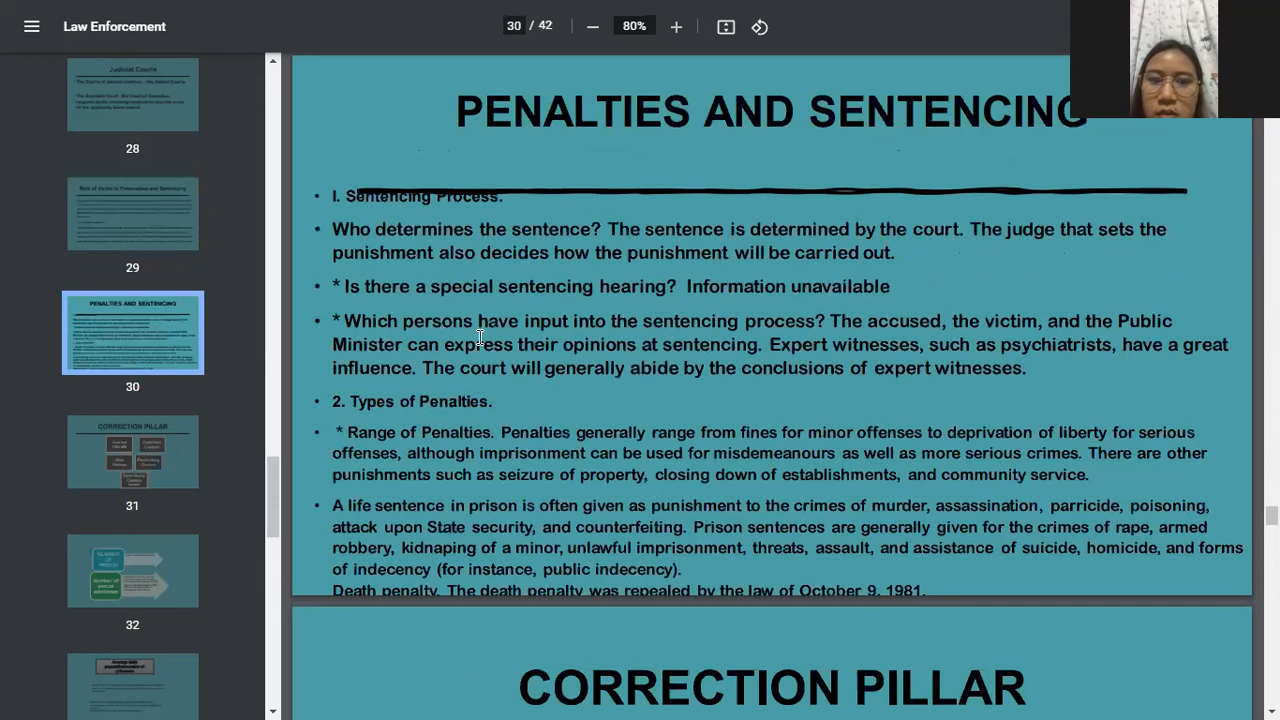 Law Enforcement
30 / 42
80%
Judicial Courts
28
Role of Victim in Prosecution and Sentencing
29
PENALTIES AND SENTENCING
30
CORRECTION PILLAR
31
32
PENALTIES AND SENTENCING
• I. Sentencing Process.
• Who determines the sentence? The sentence is determined by the court. The judge that sets the
punishment also decides how the punishment will be carried out.
• * Is there a special sentencing hearing? Information unavailable
• * Which persons have input into the sentencing process? The accused, the victim, and the Public
Minister can express their opinions at sentencing. Expert witnesses, such as psychiatrists, have a great
influence. The court will generally abide by the conclusions of expert witnesses.
• 2. Types of Penalties.
• * Range of Penalties. Penalties generally range from fines for minor offenses to deprivation of liberty for serious
offenses, although imprisonment can be used for misdemeanours as well as more serious crimes. There are other
punishments such as seizure of property, closing down of establishments, and community service.
• A life sentence in prison is often given as punishment to the crimes of murder, assassination, parricide, poisoning,
attack upon State security, and counterfeiting. Prison sentences are generally given for the crimes of rape, armed
robbery, kidnaping of a minor, unlawful imprisonment, threats, assault, and assistance of suicide, homicide, and forms
of indecency (for instance, public indecency).
Death penalty. The death penalty was repealed by the law of October 9, 1981.
CORRECTION PILLAR